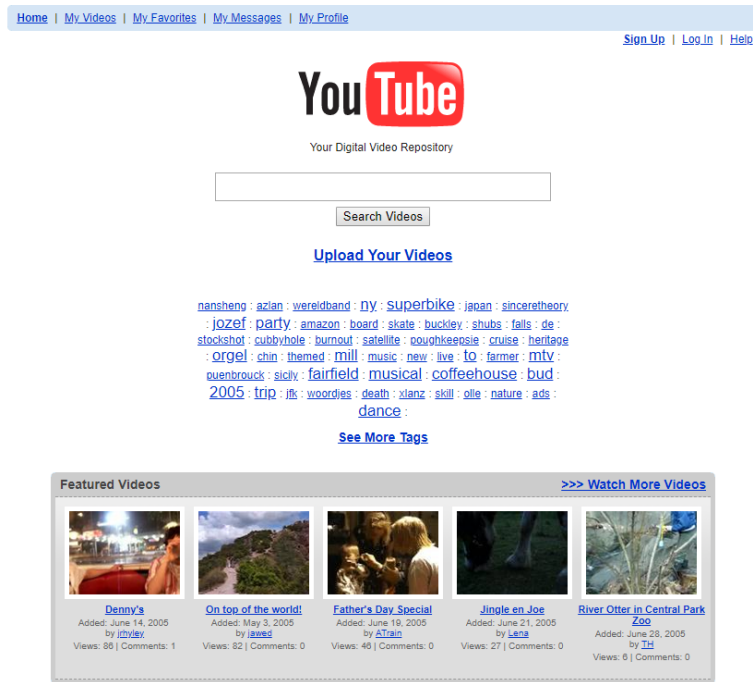 Home | My Videos | My Favorites | My Messages | My Profile
Sign Up | Log In | Help
YouTube
Your Digital Video Repository
Search Videos
Upload Your Videos
nansheng : azlan : wereldband : ny : superbike : japan : sinceretheory
: jozef : party : amazon : board : skate : buckley : shubs : falls : de :
stockshot : cubbyhole : burnout : satellite : poughkeepsie : cruise : heritage
: orgel : chin : themed : mill : music : new : live : to : farmer : mtv :
puenbrouck : sicily : fairfield : musical : coffeehouse : bud :
2005 : trip : jfk : woordjes : death : xlanz : skill : olle : nature : ads :
dance :
See More Tags
Featured Videos >>> Watch More Videos
Denny's
Added: June 14, 2005
by jrhyley
Views: 86 | Comments: 1
On top of the world!
Added: May 3, 2005
by jawed
Views: 82 | Comments: 0
Father's Day Special
Added: June 19, 2005
by ATrain
Views: 46 | Comments: 0
Jingle en Joe
Added: June 21, 2005
by Lena
Views: 27 | Comments: 0
River Otter in Central Park
Zoo
Added: June 28, 2005
by TH
Views: 6 | Comments: 0